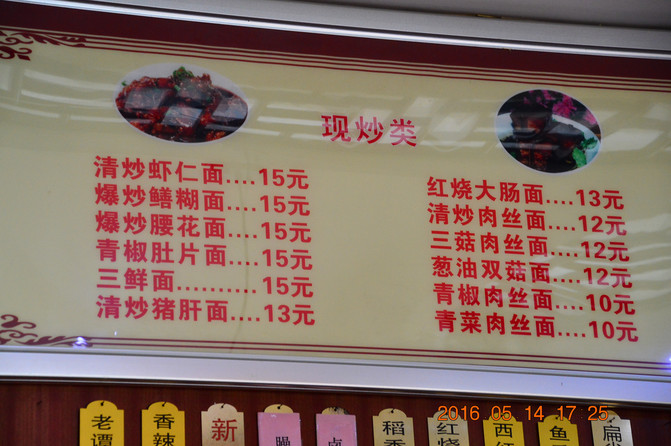 现炒类
清炒虾仁面....15元
爆炒鳝糊面....15元
爆炒腰花面....15元
青椒肚片面....15元
三鲜面...........15元
清炒猪肝面....13元
红烧大肠面....13元
清炒肉丝面....12元
三菇肉丝面....12元
葱油双菇面....12元
青椒肉丝面....10元
青菜肉丝面....10元
2016 05 14 17 25
老潭
香辣
新
卤
稻香
红烧
西红
鱼
扁